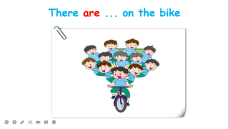 There are ... on the bike